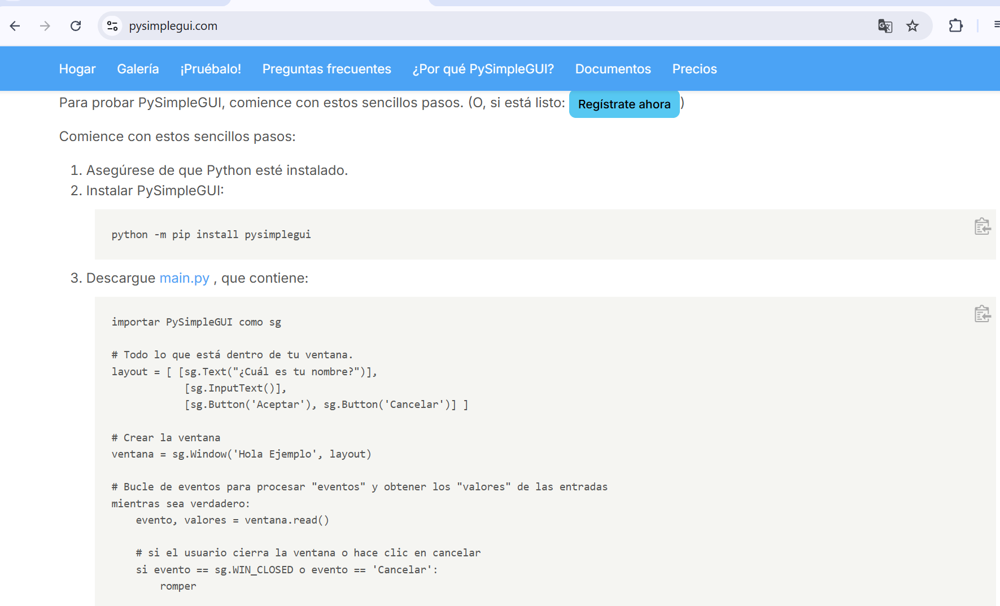 pysimplegui.com
Hogar Galería ¡Pruébalo! Preguntas frecuentes ¿Por qué PySimpleGUI? Documentos Precios
Para probar PySimpleGUI, comience con estos sencillos pasos. (O, si está listo: Regístrate ahora )
Comience con estos sencillos pasos:
1. Asegúrese de que Python esté instalado.
2. Instalar PySimpleGUI:
python -m pip install pysimplegui
3. Descargue main.py , que contiene:
importar PySimpleGUI como sg
# Todo lo que está dentro de tu ventana.
layout = [ [sg.Text("¿Cuál es tu nombre?")],
            [sg.InputText()],
            [sg.Button('Aceptar'), sg.Button('Cancelar')] ]
# Crear la ventana
ventana = sg.Window('Hola Ejemplo', layout)
# Bucle de eventos para procesar "eventos" y obtener los "valores" de las entradas
mientras sea verdadero:
    evento, valores = ventana.read()
    # si el usuario cierra la ventana o hace clic en cancelar
    si evento == sg.WIN_CLOSED o evento == 'Cancelar':
        romper